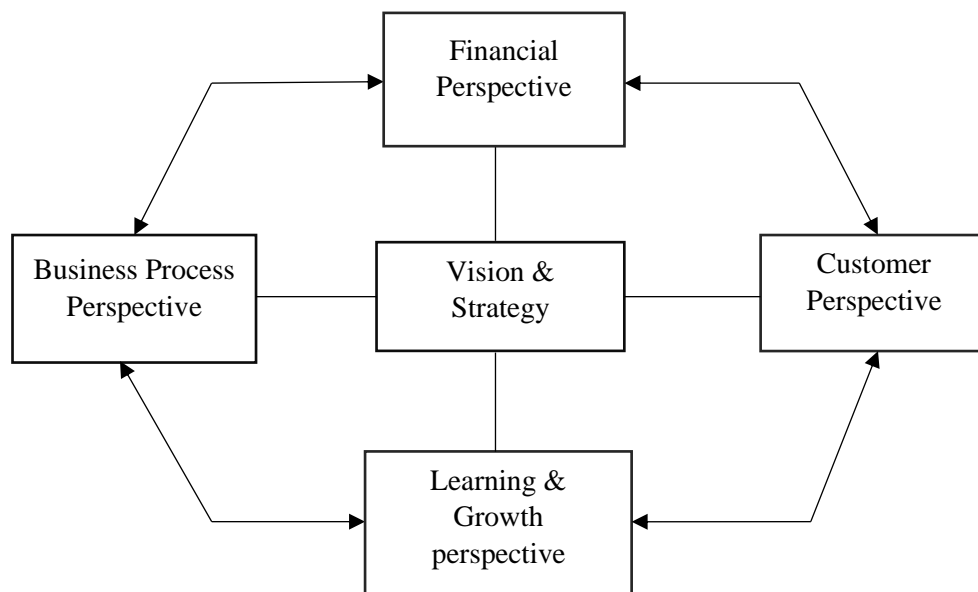 Financial
Perspective
Business Process
Perspective
Vision &
Strategy
Customer
Perspective
Learning &
Growth
perspective